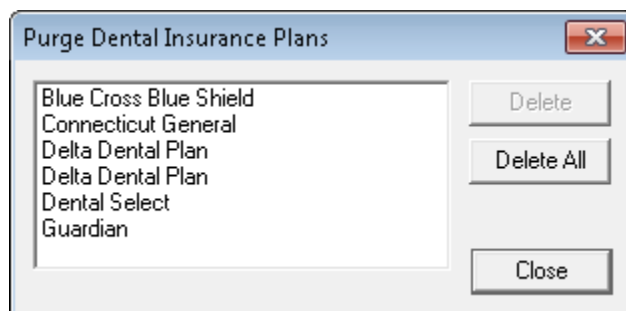 Purge Dental Insurance Plans
Blue Cross Blue Shield
Connecticut General
Delta Dental Plan
Delta Dental Plan
Dental Select
Guardian
Delete
Delete All
Close